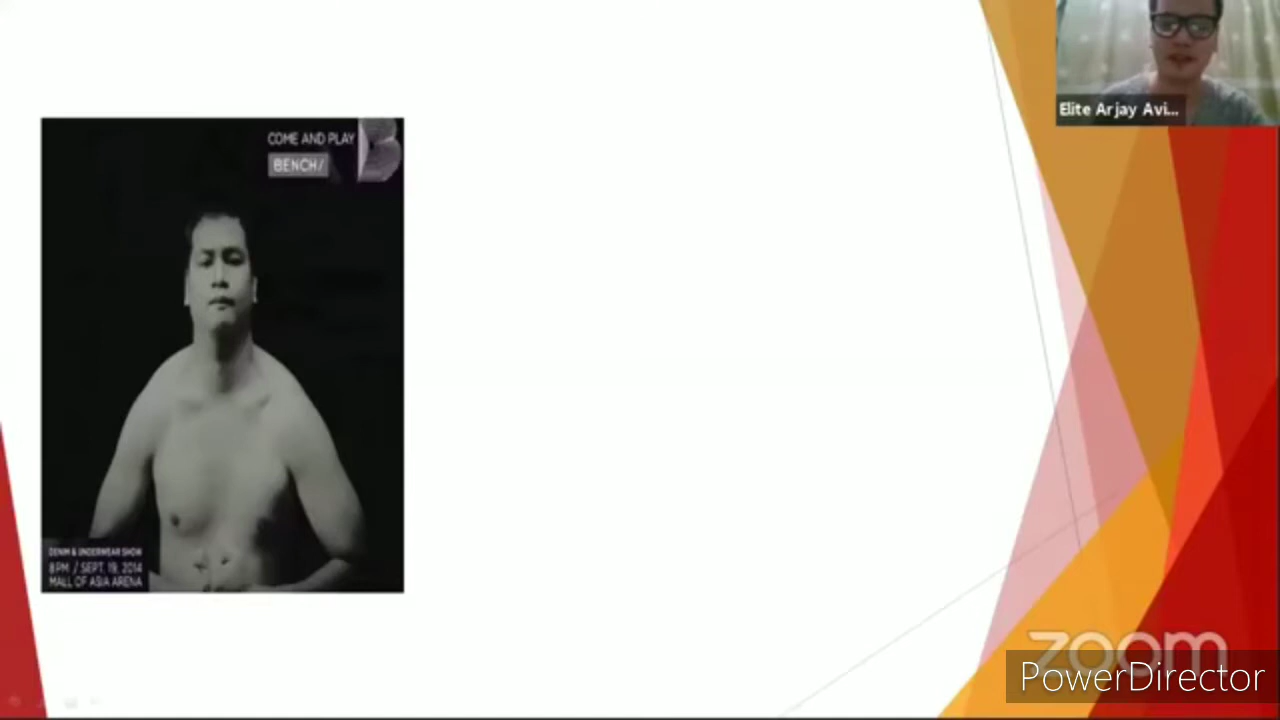 Elite Arjay Avi...
COME AND PLAY
BENCH/
B
DENIM & UNDERWEAR SHOW
8PM / SEPT. 19, 2014
MALL OF ASIA ARENA
zoom
PowerDirector